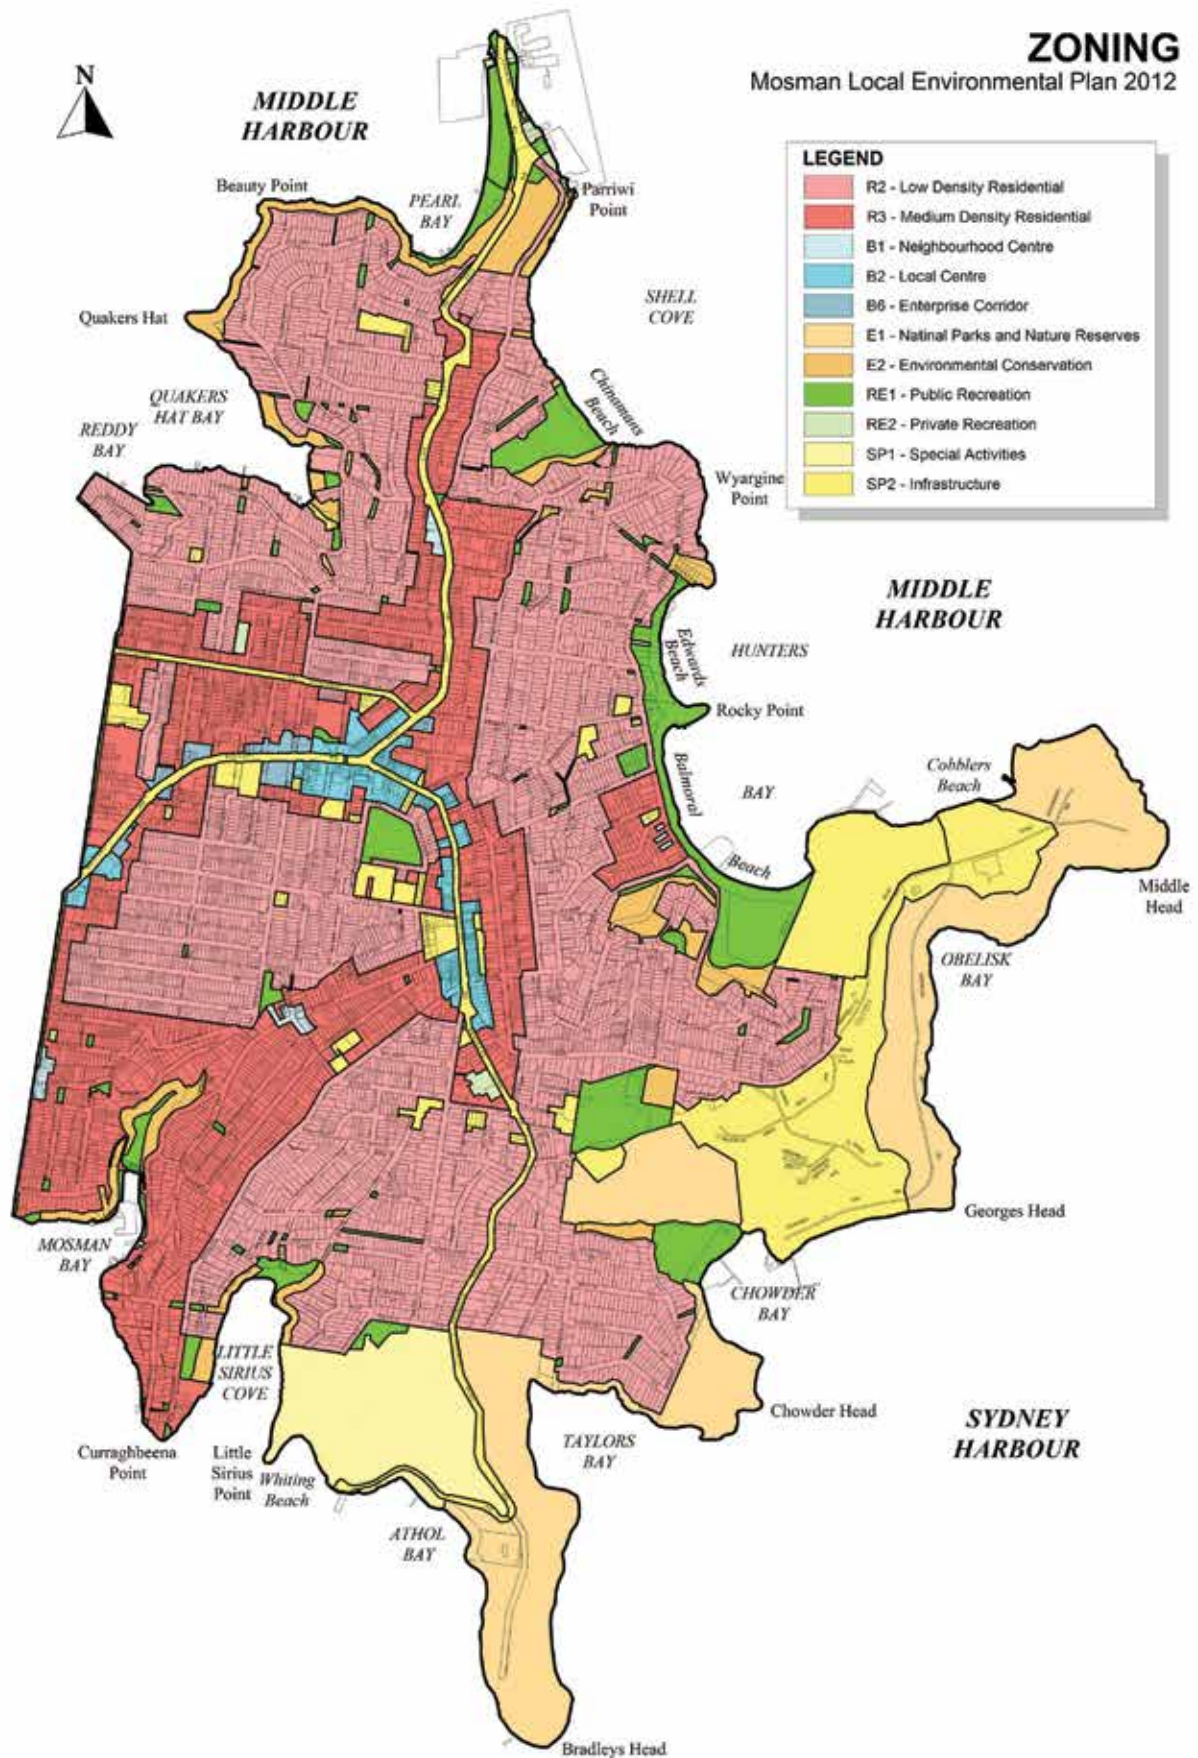 ZONING
Mosman Local Environmental Plan 2012
N
MIDDLE
HARBOUR
LEGEND
R2 - Low Density Residential
R3 - Medium Density Residential
B1 - Neighbourhood Centre
B2 - Local Centre
B6 - Enterprise Corridor
E1 - Natinal Parks and Nature Reserves
E2 - Environmental Conservation
RE1 - Public Recreation
RE2 - Private Recreation
SP1 - Special Activities
SP2 - Infrastructure
Beauty Point
PEARL
BAY
Parriwi
Point
Quakers Hat
SHELL
COVE
QUAKERS
HAT BAY
Chinamans
Beach
REDDY
BAY
Wyargine
Point
MIDDLE
HARBOUR
Edwards
Beach
HUNTERS
Rocky Point
Balmoral
BAY
Cobblers
Beach
Beach
Middle
Head
OBELISK
BAY
Georges Head
MOSMAN
BAY
CHOWDER
BAY
LITTLE
SIRIUS
COVE
Chowder Head
SYDNEY
HARBOUR
Curraghbeena
Point
Little
Sirius
Point
Whiting
Beach
TAYLORS
BAY
ATHOL
BAY
Bradleys Head